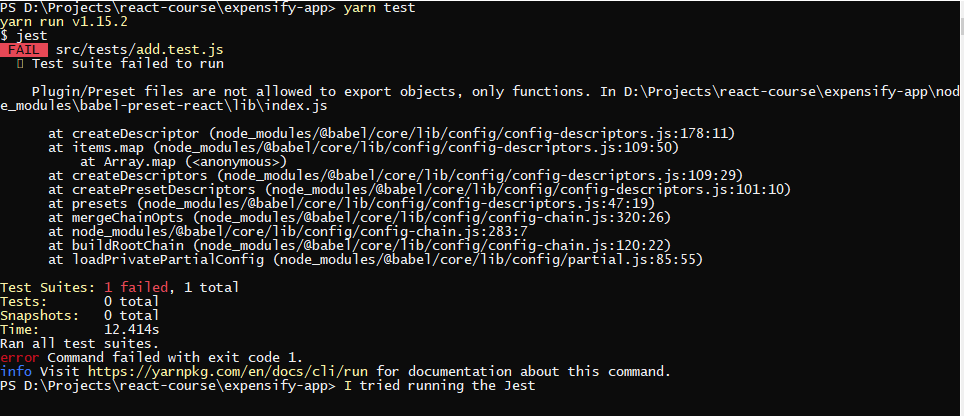 PS D:\Projects\react-course\expensify-app> yarn test
yarn run v1.15.2
$ jest
FAIL src/tests/add.test.js
Test suite failed to run
Plugin/Preset files are not allowed to export objects, only functions. In D:\Projects\react-course\expensify-app\nod
e_modules\babel-preset-react\lib\index.js
at createDescriptor (node_modules/@babel/core/lib/config/config-descriptors.js:178:11)
at items.map (node_modules/@babel/core/lib/config/config-descriptors.js:109:50)
at Array.map (<anonymous>)
at createDescriptors (node_modules/@babel/core/lib/config/config-descriptors.js:109:29)
at createPresetDescriptors (node_modules/@babel/core/lib/config/config-descriptors.js:101:10)
at presets (node_modules/@babel/core/lib/config/config-descriptors.js:47:19)
at mergeChainOpts (node_modules/@babel/core/lib/config/config-chain.js:320:26)
at node_modules/@babel/core/lib/config/config-chain.js:283:7
at buildRootChain (node_modules/@babel/core/lib/config/config-chain.js:120:22)
at loadPrivatePartialConfig (node_modules/@babel/core/lib/config/partial.js:85:55)
Test Suites: 1 failed, 1 total
Tests: 0 total
Snapshots: 0 total
Time: 12.414s
Ran all test suites.
error Command failed with exit code 1.
info Visit https://yarnpkg.com/en/docs/cli/run for documentation about this command.
PS D:\Projects\react-course\expensify-app> I tried running the Jest